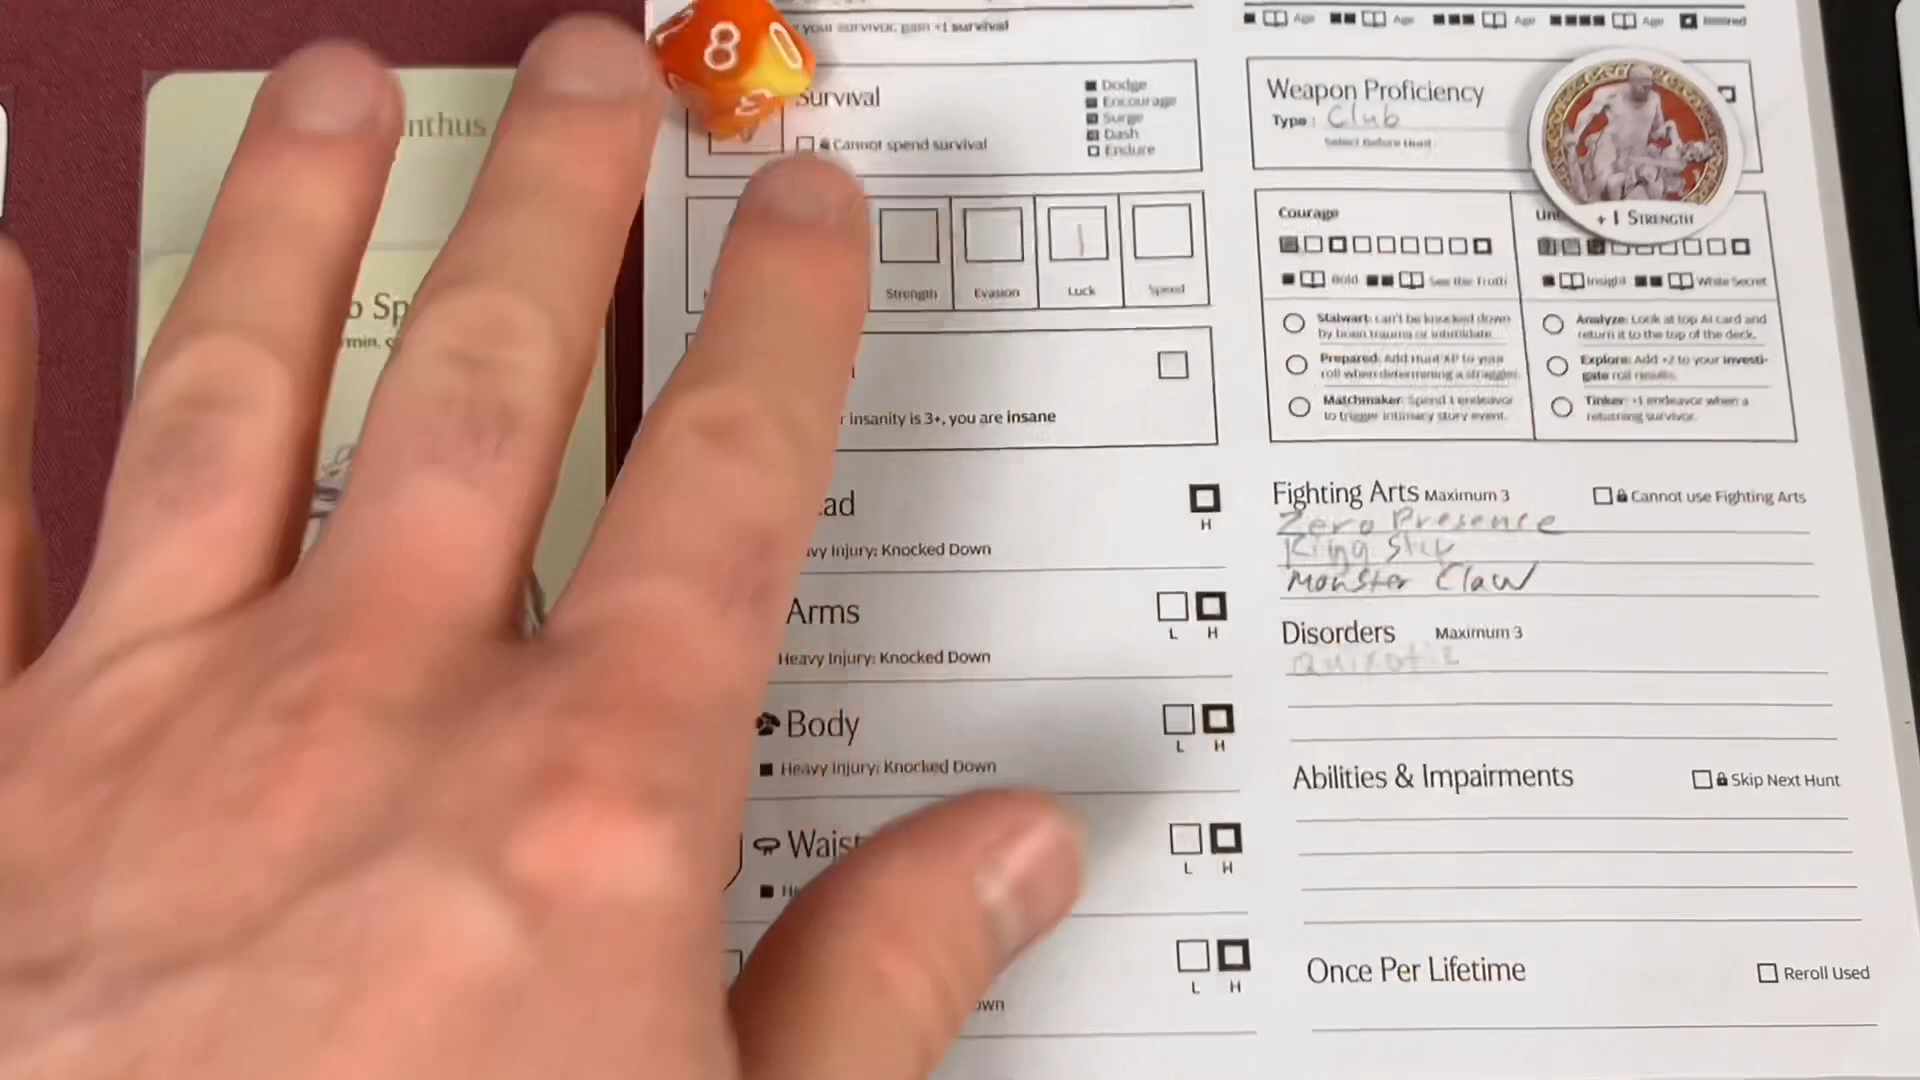 your survivor, gain +1 survival
Age
Age
Age
Age
8
0
Survival
Cannot spend survival
Dodge
Encourage
Surge
Dash
Endure
Weapon Proficiency
Type: Club
Select Before Hunt
+1 STRENGTH
inthus
Strength
Evasion
Luck
Speed
insanity is 3+, you are insane
Courage
Bold
See the Truth
Insight
White Secret
Stalwart: can't be knocked down
by brain trauma or intimidate.
Prepared: Add Hunt XP to your
roll when determining a straggler.
Matchmaker: Spend 1 endeavor
to trigger intimacy story event.
Analyze: Look at top AI card and
return it to the top of the deck.
Explore: Add +2 to your investi-
gate roll results.
Tinker: +1 endeavor when a
returning survivor.
ad
H
vy Injury: Knocked Down
Arms
L H
Heavy Injury: Knocked Down
Body
L H
Heavy Injury: Knocked Down
Waist
L H
L H
own
Fighting Arts Maximum 3
Cannot use Fighting Arts
Zero Presence
Monster Claw
Disorders Maximum 3
Abilities & Impairments
Skip Next Hunt
Once Per Lifetime
Reroll Used